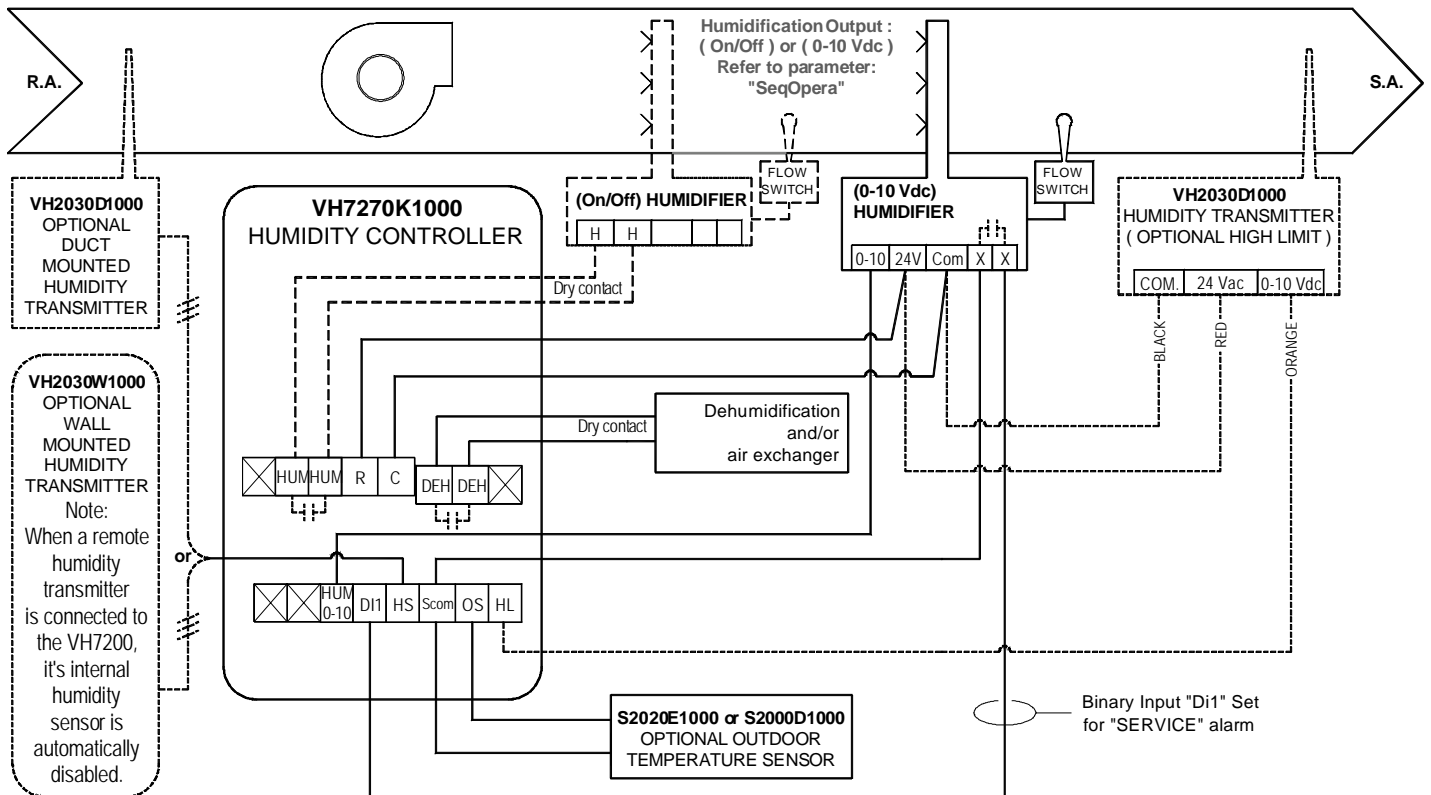 R.A.
Humidification Output :
( On/Off ) or ( 0-10 Vdc )
Refer to parameter:
"SeqOpera"
S.A.
VH2030D1000
OPTIONAL
DUCT
MOUNTED
HUMIDITY
TRANSMITTER
VH7270K1000
HUMIDITY CONTROLLER
(On/Off) HUMIDIFIER
H H
FLOW
SWITCH
(0-10 Vdc)
HUMIDIFIER
0-10 24V Com X X
FLOW
SWITCH
VH2030D1000
HUMIDITY TRANSMITTER
( OPTIONAL HIGH LIMIT )
COM. 24 Vac 0-10 Vdc
BLACK
RED
ORANGE
Dry contact
VH2030W1000
OPTIONAL
WALL
MOUNTED
HUMIDITY
TRANSMITTER
Note:
When a remote
humidity
transmitter
is connected to
the VH7200,
it's internal
humidity
sensor is
automatically
disabled.
or
Dry contact
Dehumidification
and/or
air exchanger
HUM HUM R C DEH DEH
HUM
0-10 DI1 HS Scom OS HL
S2020E1000 or S2000D1000
OPTIONAL OUTDOOR
TEMPERATURE SENSOR
Binary Input "Di1" Set
for "SERVICE" alarm